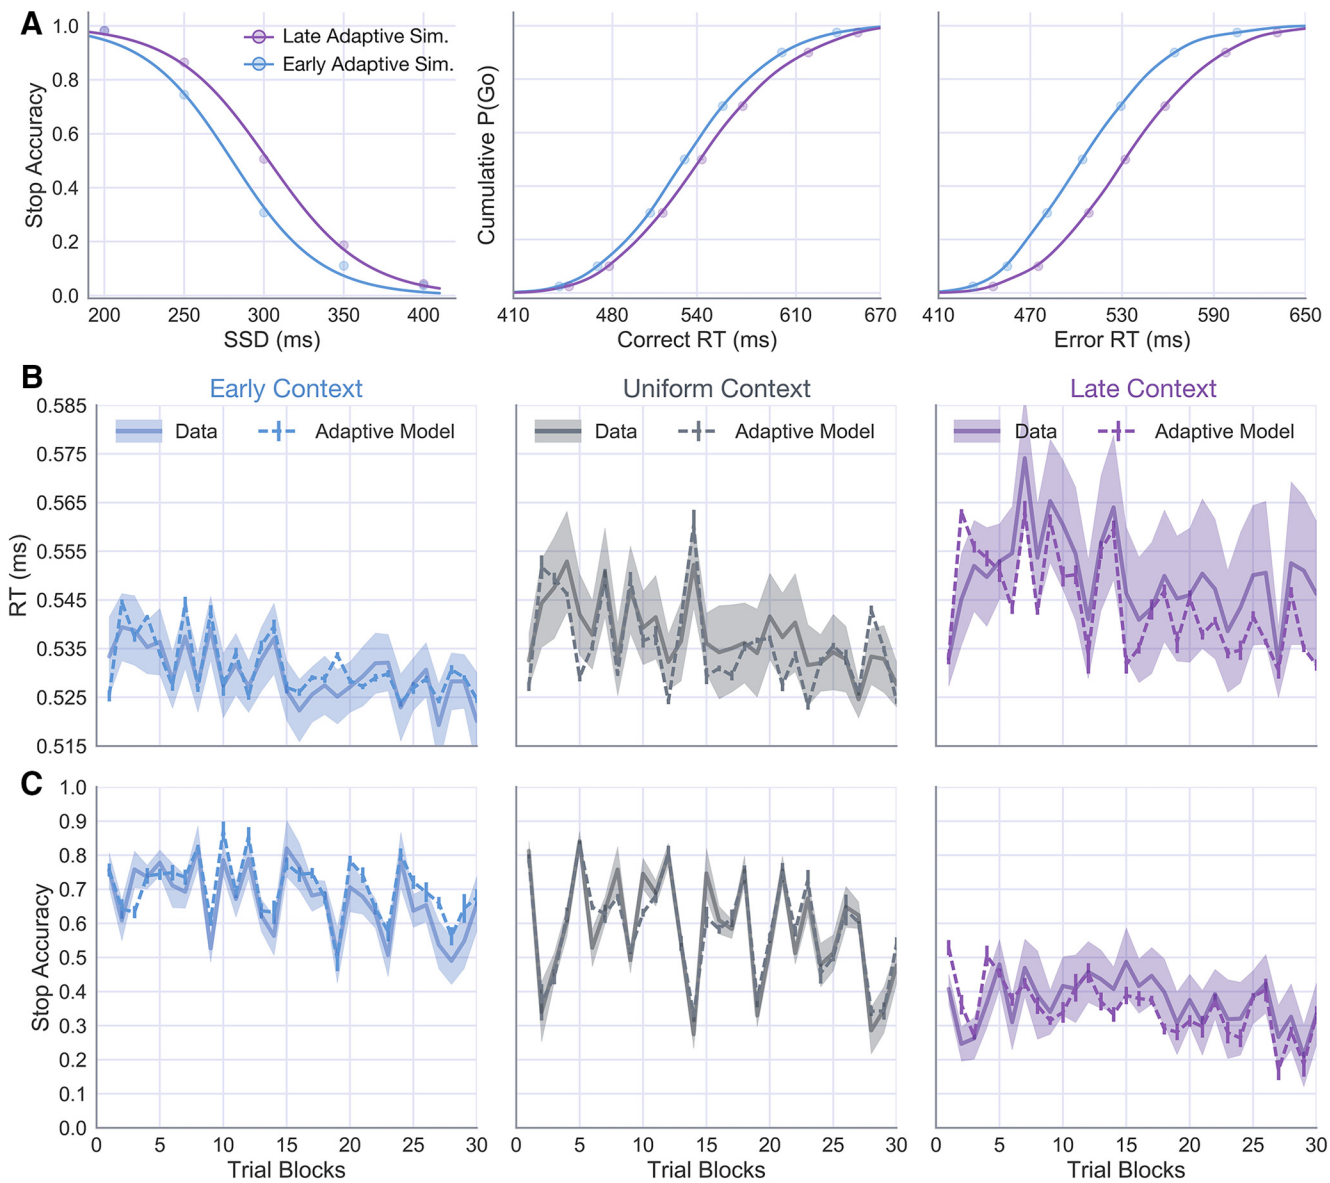 A
1.0
0.8
0.6
0.4
0.2
0.0
Stop Accuracy
Late Adaptive Sim.
Early Adaptive Sim.
200 250 300 350 400
SSD (ms)
Cumulative P(Go)
410 480 540 610 670
Correct RT (ms)
410 470 530 590 650
Error RT (ms)
B
Early Context
Uniform Context
Late Context
0.585
0.575
0.565
0.555
0.545
0.535
0.525
0.515
RT (ms)
Data Adaptive Model
Data Adaptive Model
Data Adaptive Model
C
1.0
0.9
0.8
0.7
0.6
0.5
0.4
0.3
0.2
0.1
0.0
Stop Accuracy
0 5 10 15 20 25 30
Trial Blocks
0 5 10 15 20 25 30
Trial Blocks
0 5 10 15 20 25 30
Trial Blocks